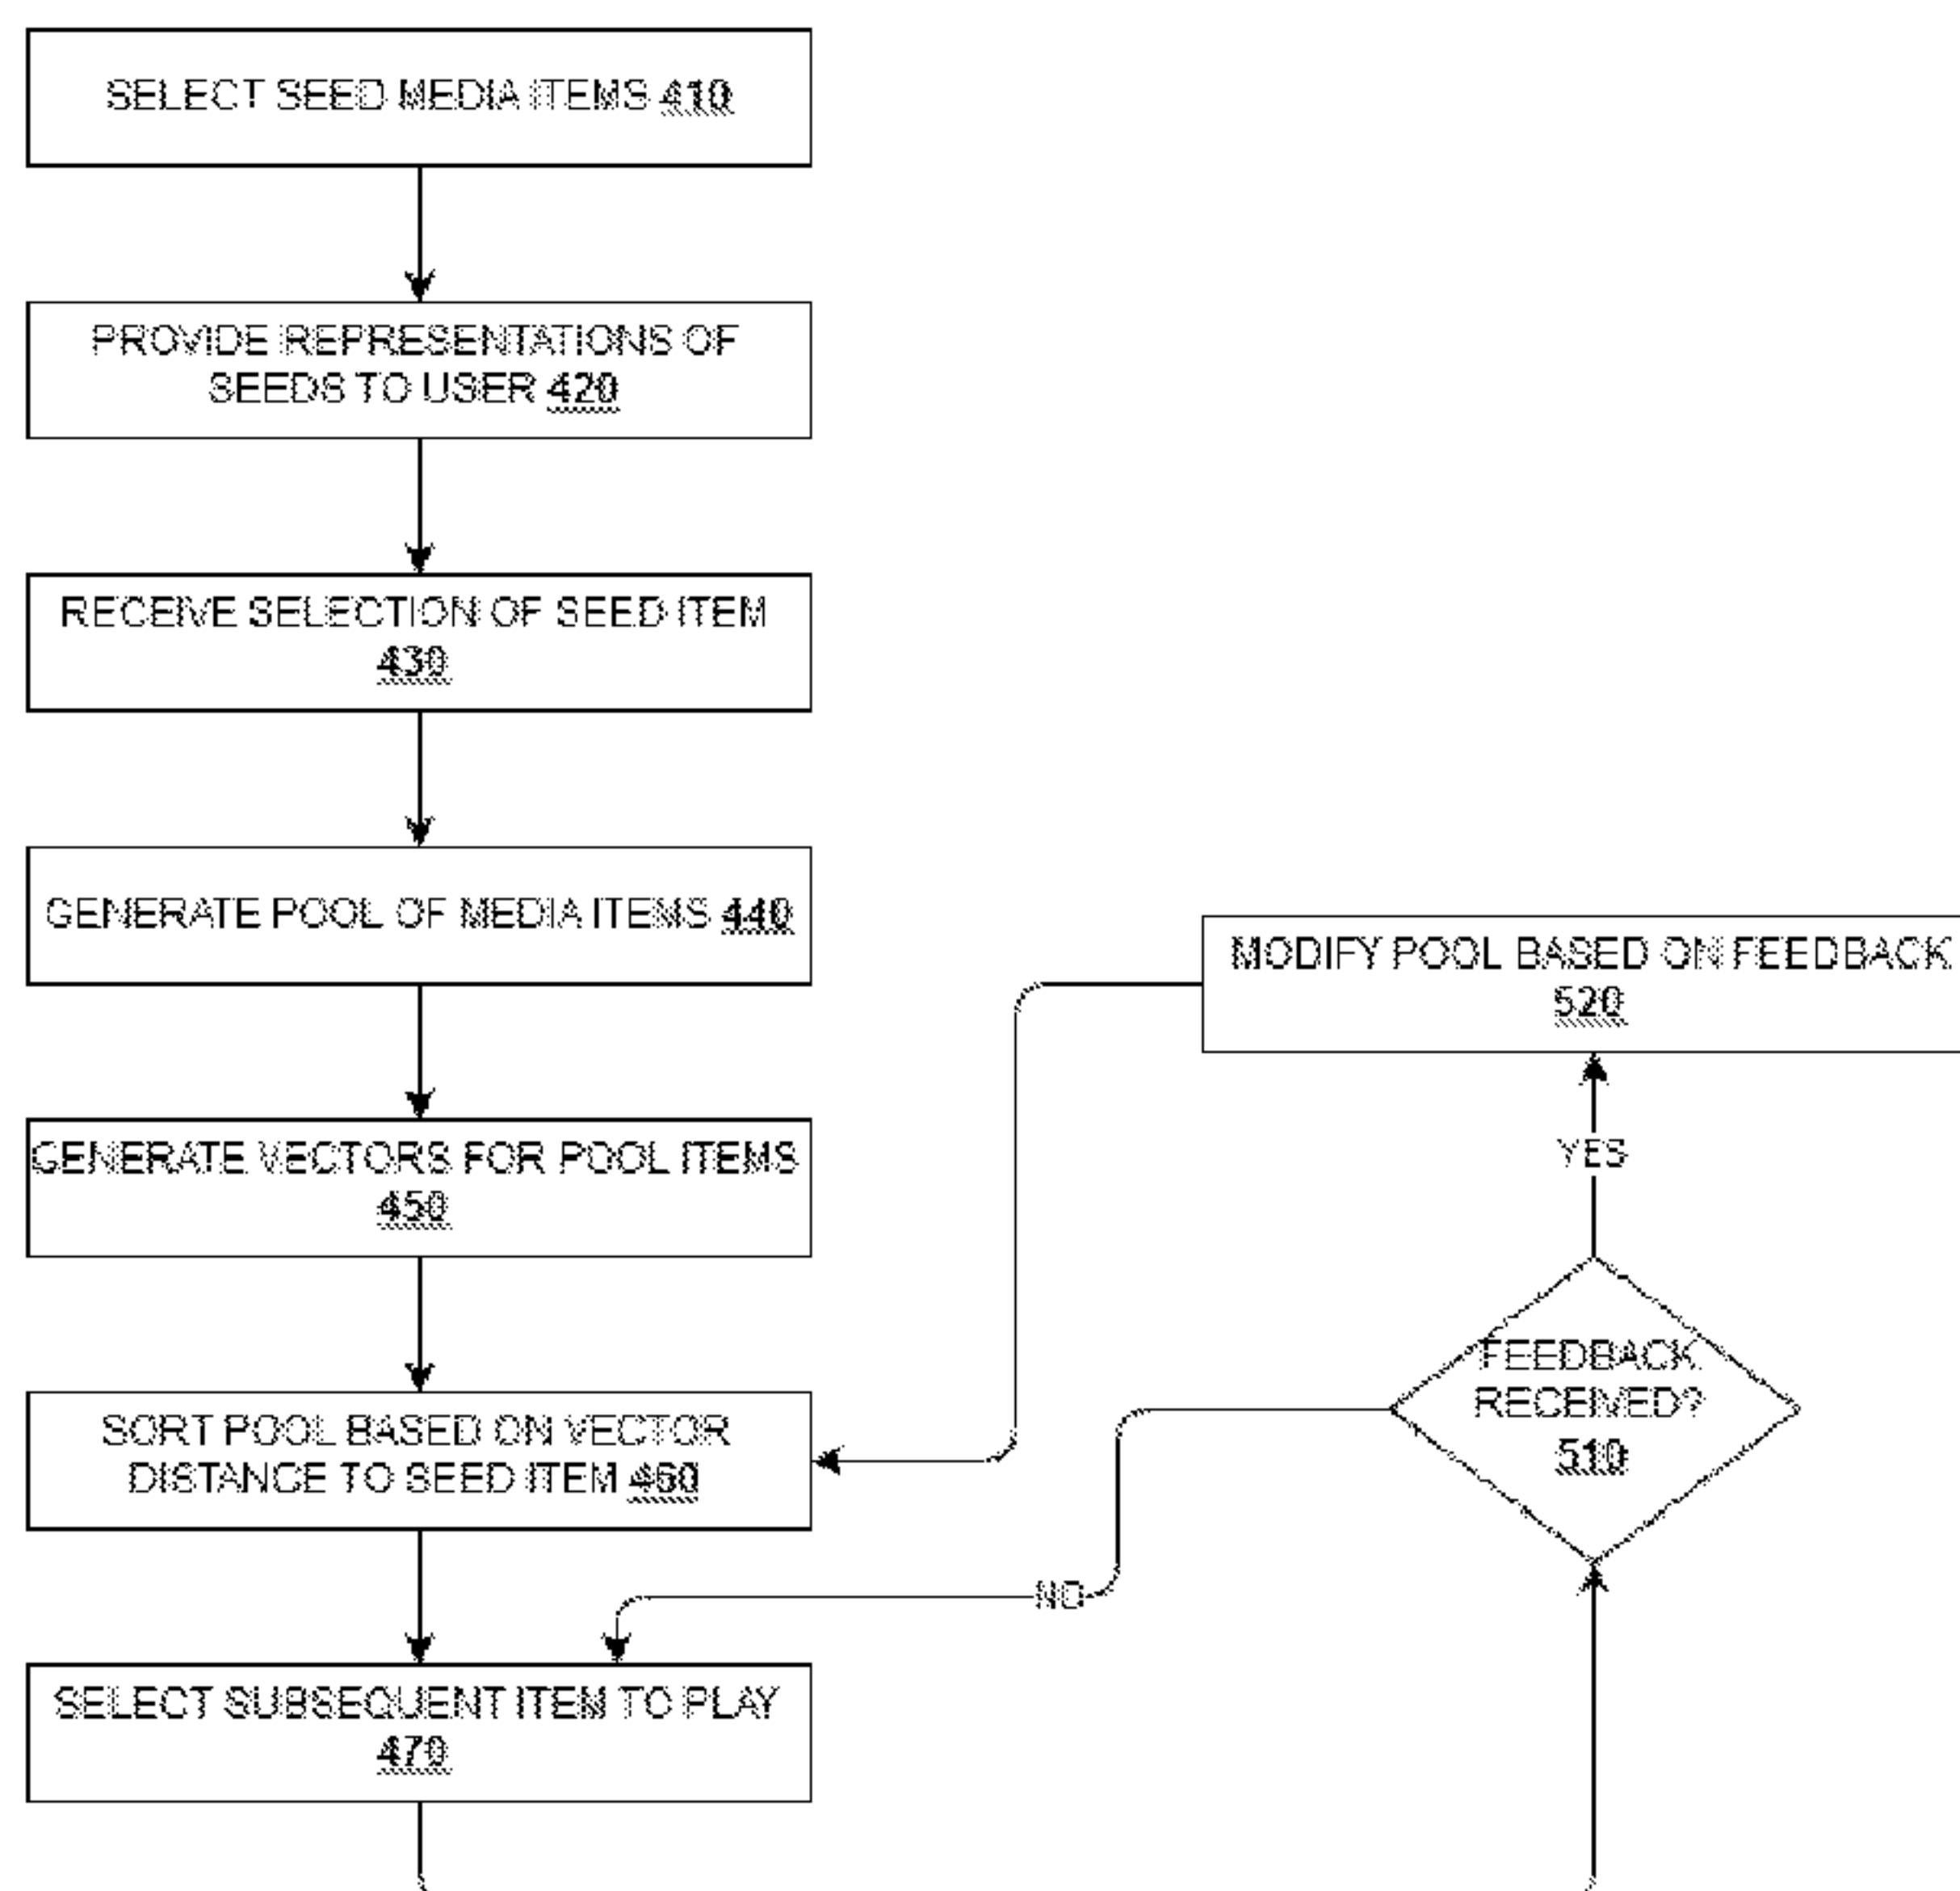 SELECT SEED MEDIA ITEMS 410
PROVIDE REPRESENTATIONS OF
SEEDS TO USER 420
RECEIVE SELECTION OF SEED ITEM
430
GENERATE POOL OF MEDIA ITEMS 440
MODIFY POOL BASED ON FEEDBACK
520
GENERATE VECTORS FOR POOL ITEMS
450
YES
FEEDBACK
RECEIVED?
510
SORT POOL BASED ON VECTOR
DISTANCE TO SEED ITEM 460
NO
SELECT SUBSEQUENT ITEM TO PLAY
470